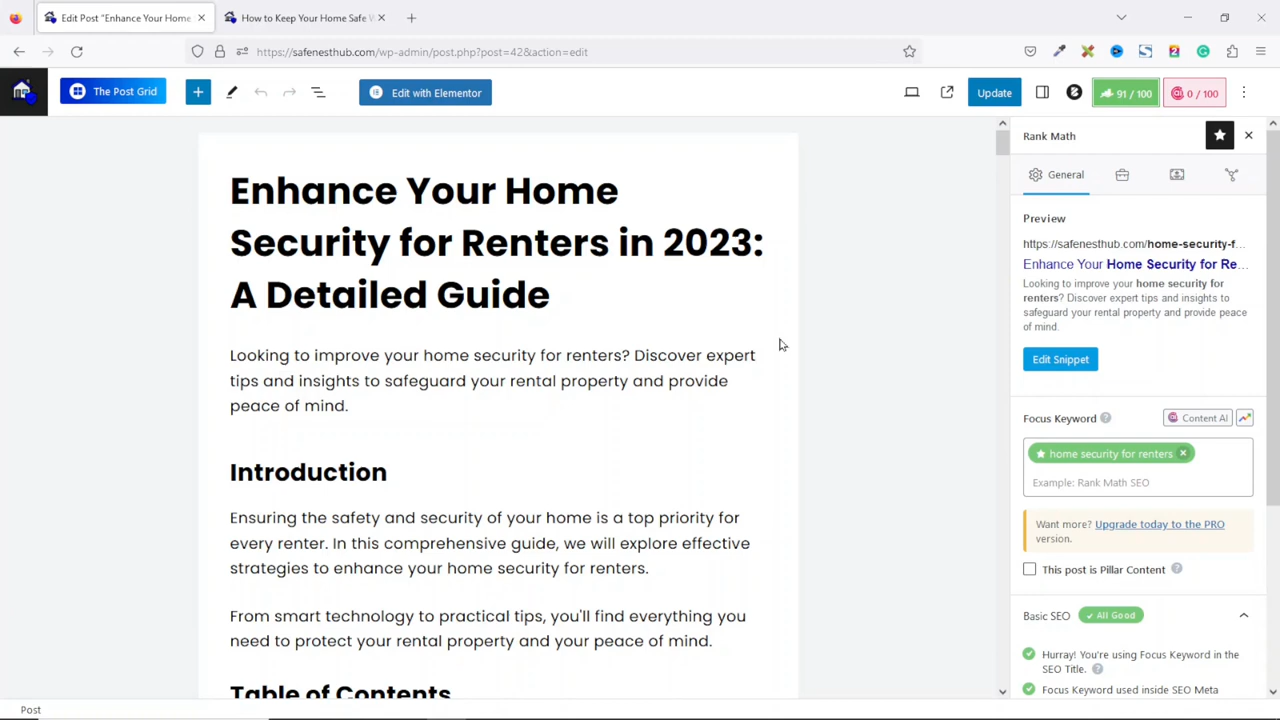 Edit Post "Enhance Your Home
How to Keep Your Home Safe W
https://safenesthub.com/wp-admin/post.php?post=42&action=edit
The Post Grid
Edit with Elementor
Update
91 / 100
0 / 100
Enhance Your Home
Security for Renters in 2023:
A Detailed Guide
Looking to improve your home security for renters? Discover expert
tips and insights to safeguard your rental property and provide
peace of mind.
Introduction
Ensuring the safety and security of your home is a top priority for
every renter. In this comprehensive guide, we will explore effective
strategies to enhance your home security for renters.
From smart technology to practical tips, you'll find everything you
need to protect your rental property and your peace of mind.
Table of Contents
Rank Math
General
Preview
https://safenesthub.com/home-security-f...
Enhance Your Home Security for Re...
Looking to improve your home security for
renters? Discover expert tips and insights to
safeguard your rental property and provide peace
of mind.
Edit Snippet
Focus Keyword
Content AI
home security for renters
Example: Rank Math SEO
Want more? Upgrade today to the PRO
version.
This post is Pillar Content
Basic SEO
All Good
Hurray! You're using Focus Keyword in the
SEO Title.
Focus Keyword used inside SEO Meta
Post